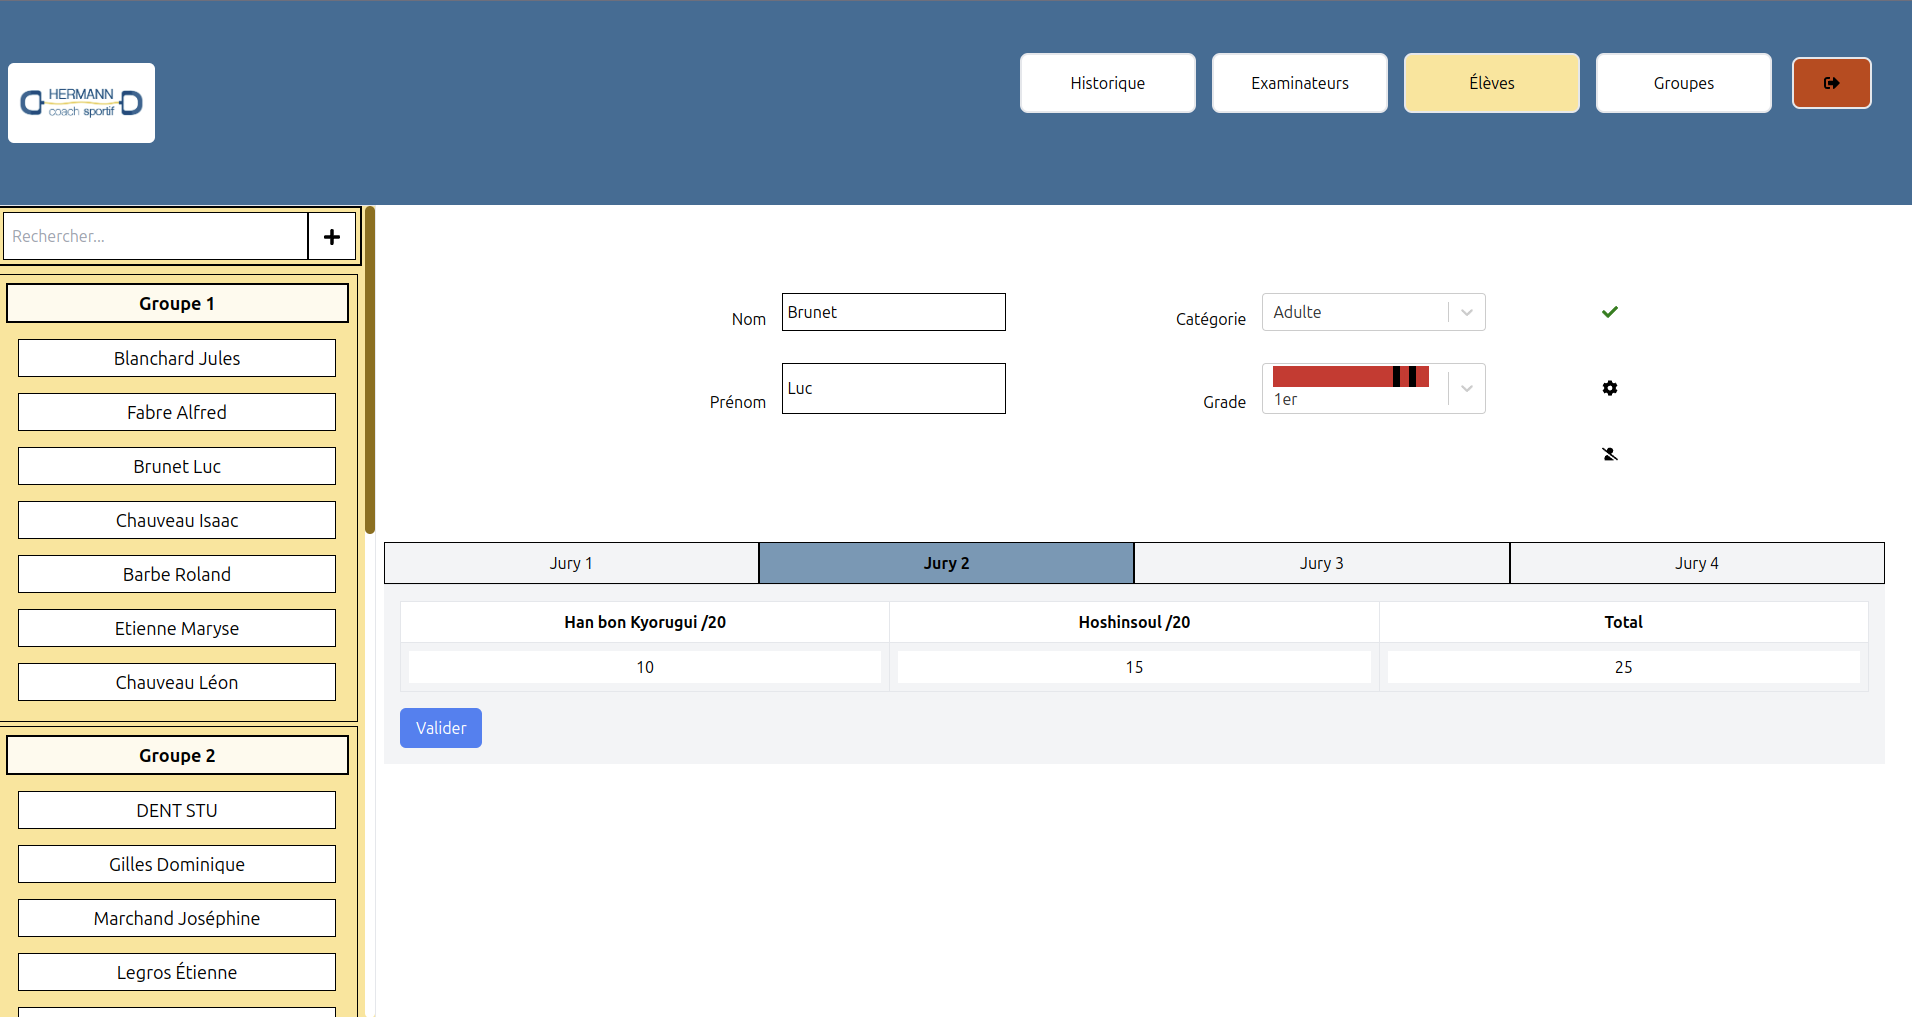 HERMANN
coach sportif
Historique
Examinateurs
Élèves
Groupes
Rechercher...
Groupe 1
Blanchard Jules
Fabre Alfred
Brunet Luc
Chauveau Isaac
Barbe Roland
Etienne Maryse
Chauveau Léon
Groupe 2
DENT STU
Gilles Dominique
Marchand Joséphine
Legros Étienne
Nom
Brunet
Catégorie
Adulte
Prénom
Luc
Grade
1er
Jury 1
Jury 2
Jury 3
Jury 4
Han bon Kyorugui /20
Hoshinsoul /20
Total
10
15
25
Valider